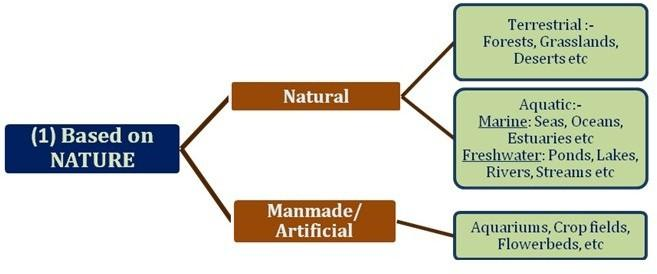 (1) Based on
NATURE
Natural
Terrestrial :-
Forests, Grasslands,
Deserts etc
Aquatic:-
Marine: Seas, Oceans,
Estuaries etc
Freshwater: Ponds, Lakes,
Rivers, Streams etc
Manmade/
Artificial
Aquariums, Crop fields,
Flowerbeds, etc